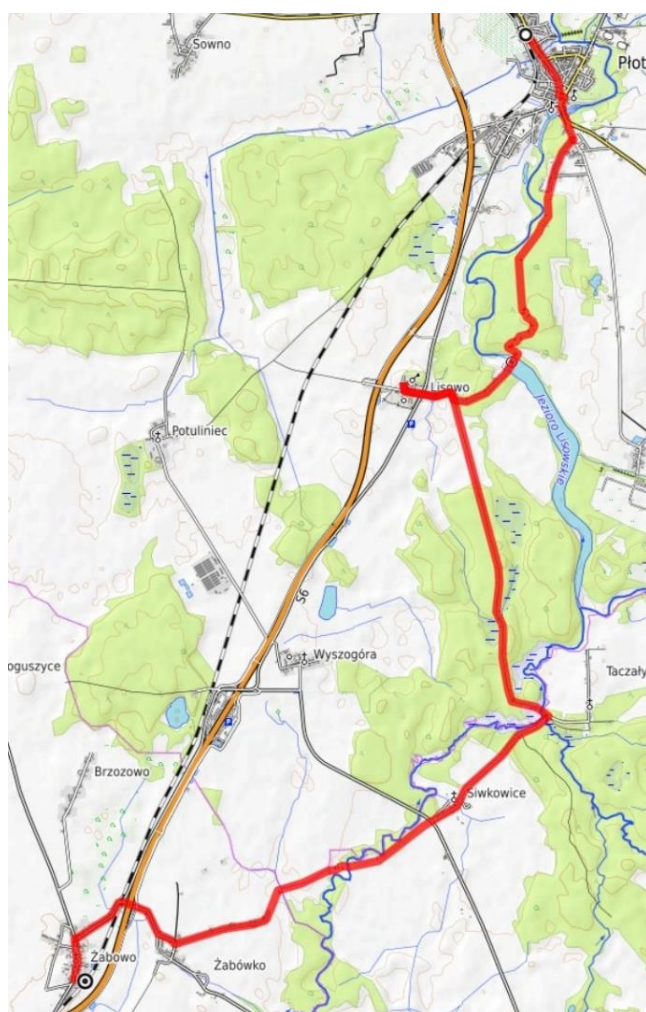 Sowno
Płot
Lisowo
Jezioro Lisowskie
Potuliniec
S6
Wyszogóra
oguszyce
Taczały
Brzozowo
Siwkowice
Żabowo
Żabówko